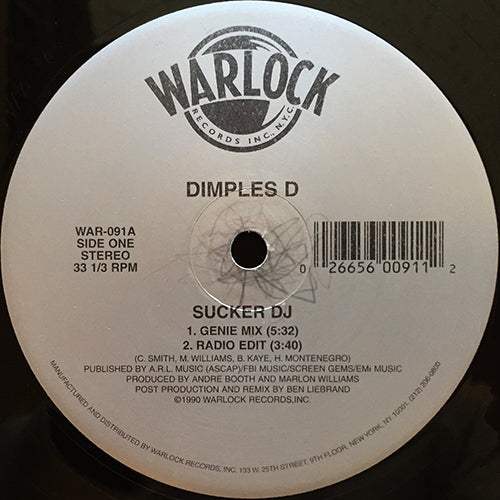 WARLOCK
RECORDS INC., N.Y.C.
DIMPLES D
WAR-091A
SIDE ONE
STEREO
33 1/3 RPM
0 26656 00911 2
SUCKER DJ
1. GENIE MIX (5:32)
2. RADIO EDIT (3:40)
(C. SMITH, M. WILLIAMS, B. KAYE, H. MONTENEGRO)
PUBLISHED BY A.R.L. MUSIC (ASCAP)/FBI MUSIC/SCREEN GEMS/EMI MUSIC
PRODUCED BY ANDRE BOOTH AND MARLON WILLIAMS
POST PRODUCTION AND REMIX BY BEN LIEBRAND
©1990 WARLOCK RECORDS,INC.
MANUFACTURED AND DISTRIBUTED BY WARLOCK RECORDS, INC. 133 W. 25TH STREET, 9TH FLOOR, NEW YORK, NY 10001. (212) 206-0800